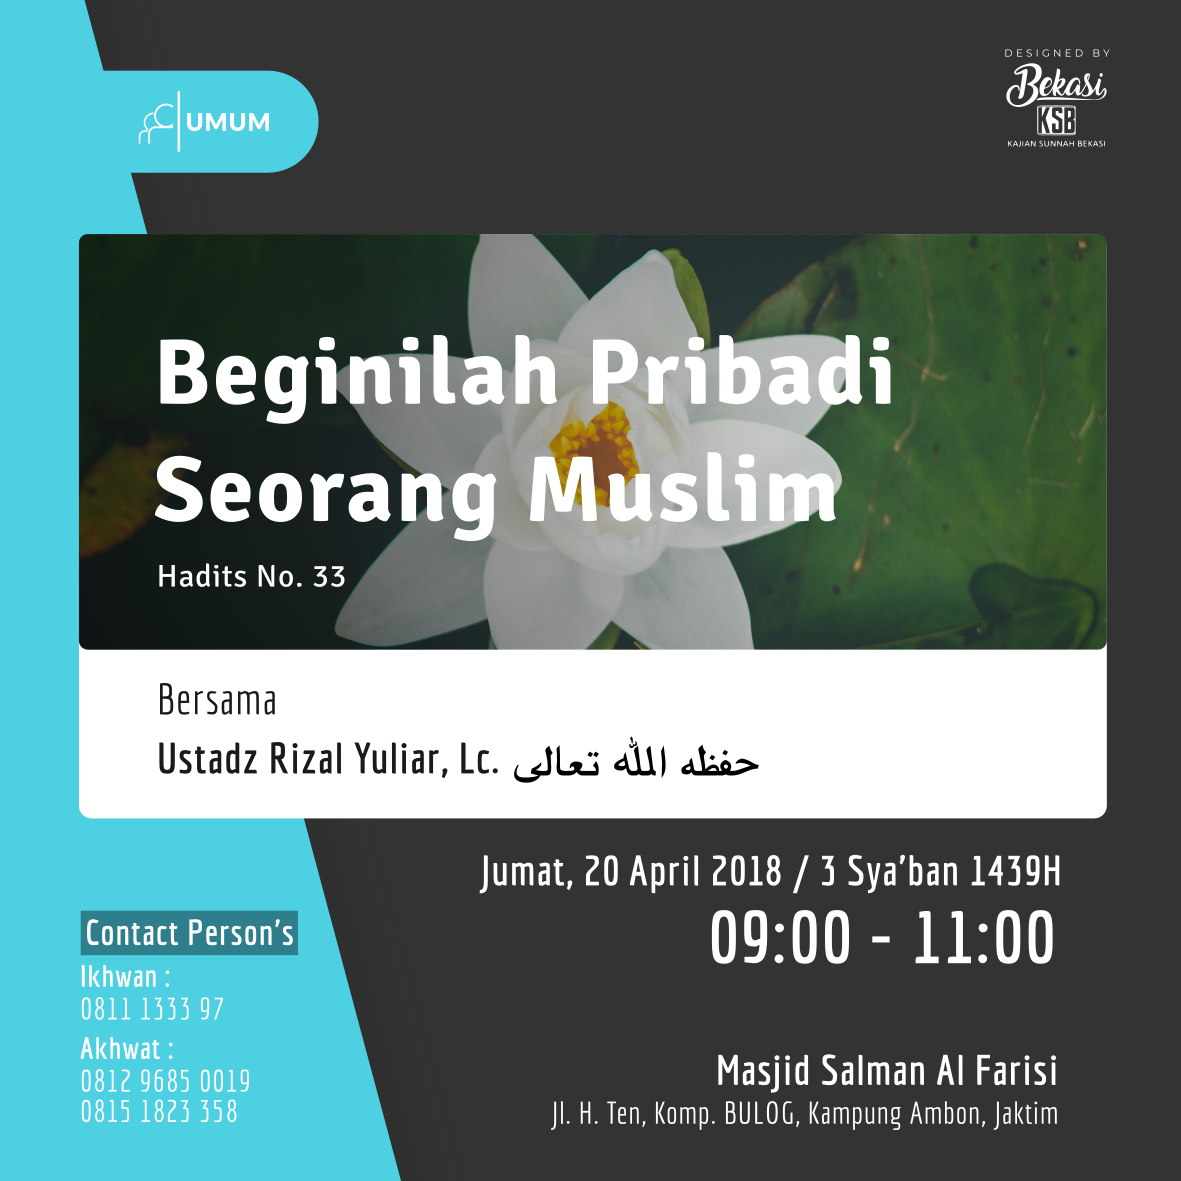 UMUM
DESIGNED BY
Bekasi
KSB
KAJIAN SUNNAH BEKASI
Beginilah Pribadi
Seorang Muslim
Hadits No. 33
Bersama
Ustadz Rizal Yuliar, Lc. حفظه الله تعالى
Jumat, 20 April 2018 / 3 Sya'ban 1439H
09:00 - 11:00
Contact Person's
Ikhwan :
0811 1333 97
Akhwat :
0812 9685 0019
0815 1823 358
Masjid Salman Al Farisi
Jl. H. Ten, Komp. BULOG, Kampung Ambon, Jaktim